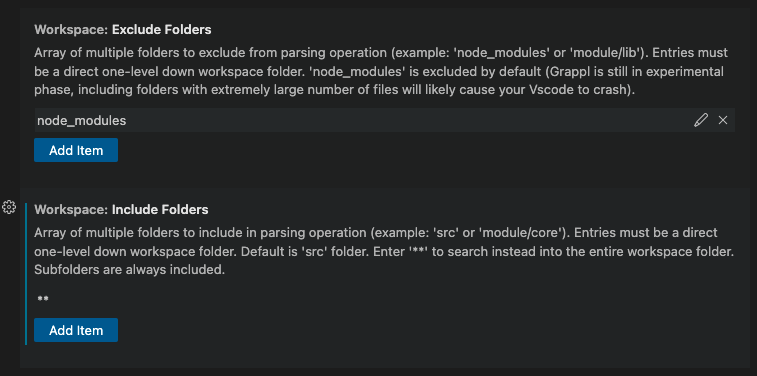 Workspace: Exclude Folders
Array of multiple folders to exclude from parsing operation (example: 'node_modules' or 'module/lib'). Entries must
be a direct one-level down workspace folder. 'node_modules' is excluded by default (Grappl is still in experimental
phase, including folders with extremely large number of files will likely cause your Vscode to crash).
node_modules
Add Item
Workspace: Include Folders
Array of multiple folders to include in parsing operation (example: 'src' or 'module/core'). Entries must be a direct
one-level down workspace folder. Default is 'src' folder. Enter '**' to search instead into the entire workspace folder.
Subfolders are always included.
**
Add Item